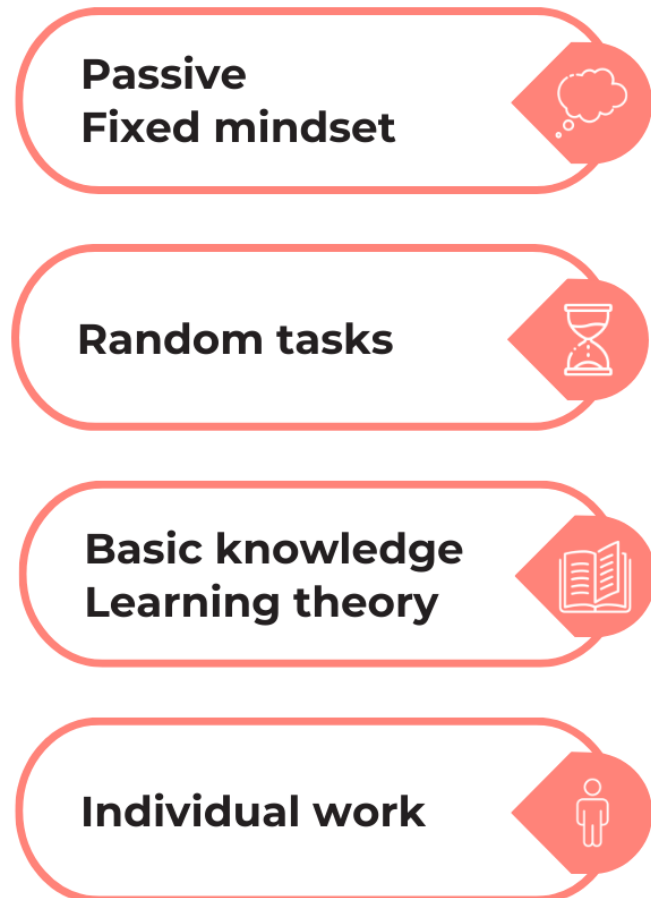 Passive
Fixed mindset
Random tasks
Basic knowledge
Learning theory
Individual work